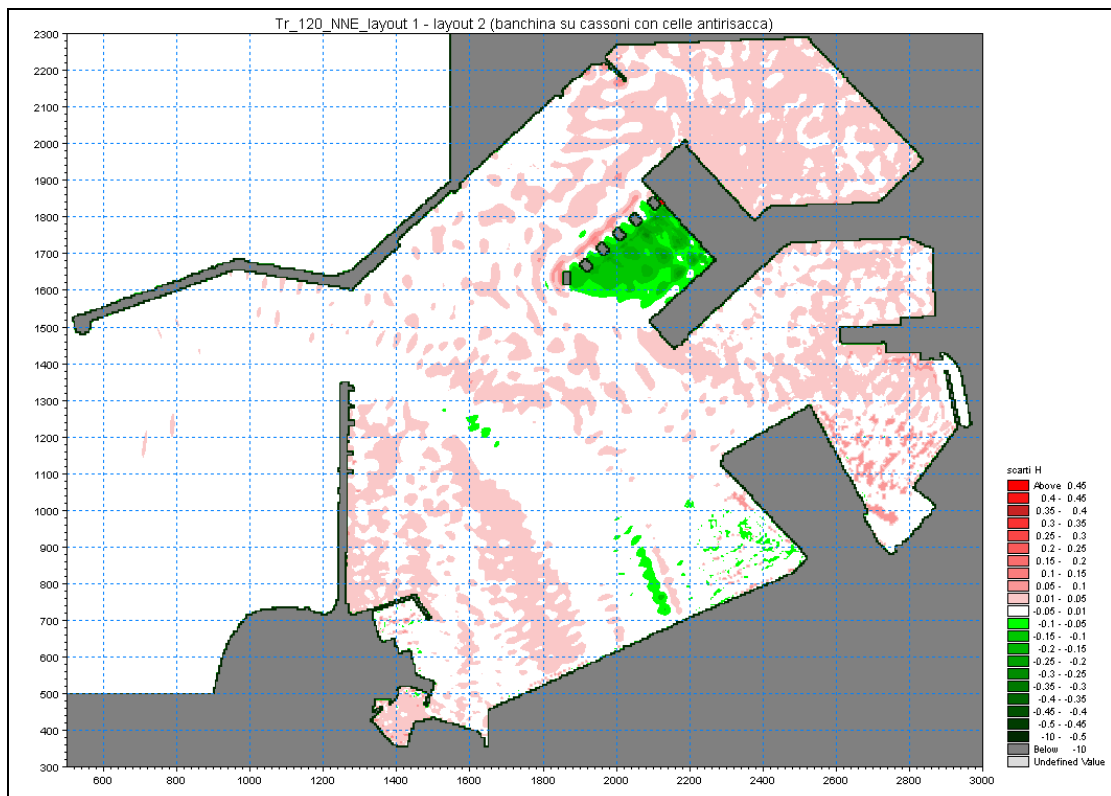 Tr_120_NNE_layout 1 - layout 2 (banchina su cassoni con celle antirisacca)
2300
2200
2100
2000
1900
1800
1700
1600
1500
1400
1300
1200
1100
1000
900
800
700
600
500
400
300
600 800 1000 1200 1400 1600 1800 2000 2200 2400 2600 2800 3000
scarti H
Above 0.45
0.4 - 0.45
0.35 - 0.4
0.3 - 0.35
0.25 - 0.3
0.2 - 0.25
0.15 - 0.2
0.1 - 0.15
0.05 - 0.1
0.01 - 0.05
-0.05 - 0.01
-0.1 - -0.05
-0.15 - -0.1
-0.2 - -0.15
-0.25 - -0.2
-0.3 - -0.25
-0.35 - -0.3
-0.4 - -0.35
-0.45 - -0.4
-0.5 - -0.45
-10 - -0.5
Below -10
Undefined Value